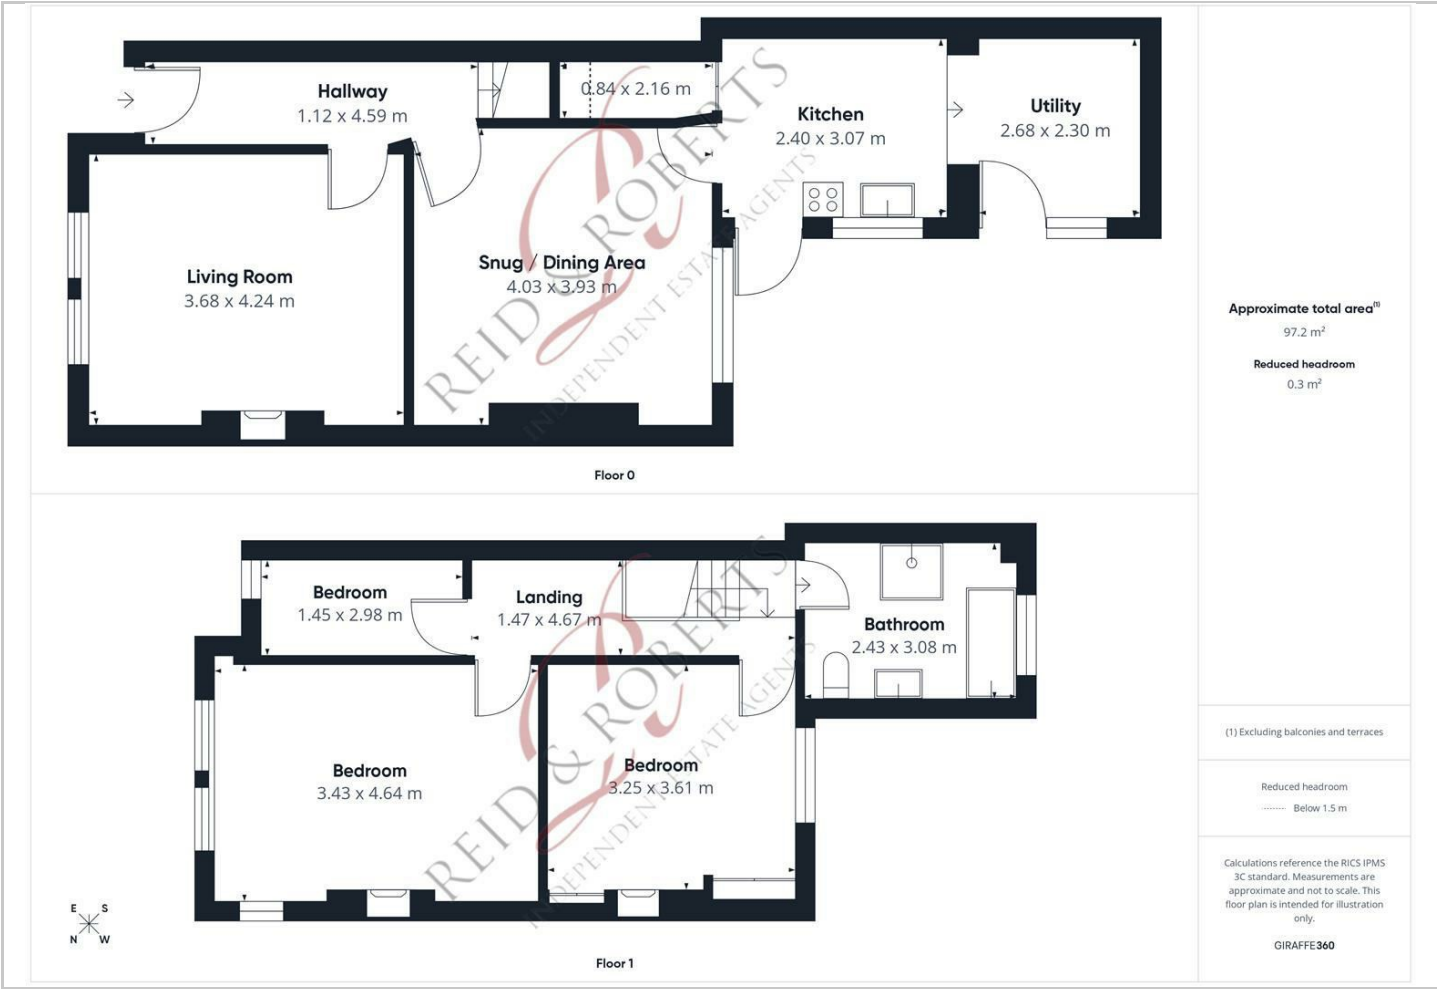 Hallway
1.12 x 4.59 m
0.84 x 2.16 m
Kitchen
2.40 x 3.07 m
Utility
2.68 x 2.30 m
Living Room
3.68 x 4.24 m
Snug / Dining Area
4.03 x 3.93 m
REID & ROBERTS
INDEPENDENT ESTATE AGENTS
Floor 0
Bedroom
1.45 x 2.98 m
Landing
1.47 x 4.67 m
Bathroom
2.43 x 3.08 m
Bedroom
3.43 x 4.64 m
Bedroom
3.25 x 3.61 m
REID & ROBERTS
INDEPENDENT ESTATE AGENTS
E S
N W
Floor 1
Approximate total area(1)
97.2 m²
Reduced headroom
0.3 m²
(1) Excluding balconies and terraces
Reduced headroom
Below 1.5 m
Calculations reference the RICS IPMS
3C standard. Measurements are
approximate and not to scale. This
floor plan is intended for illustration
only.
GIRAFFE360